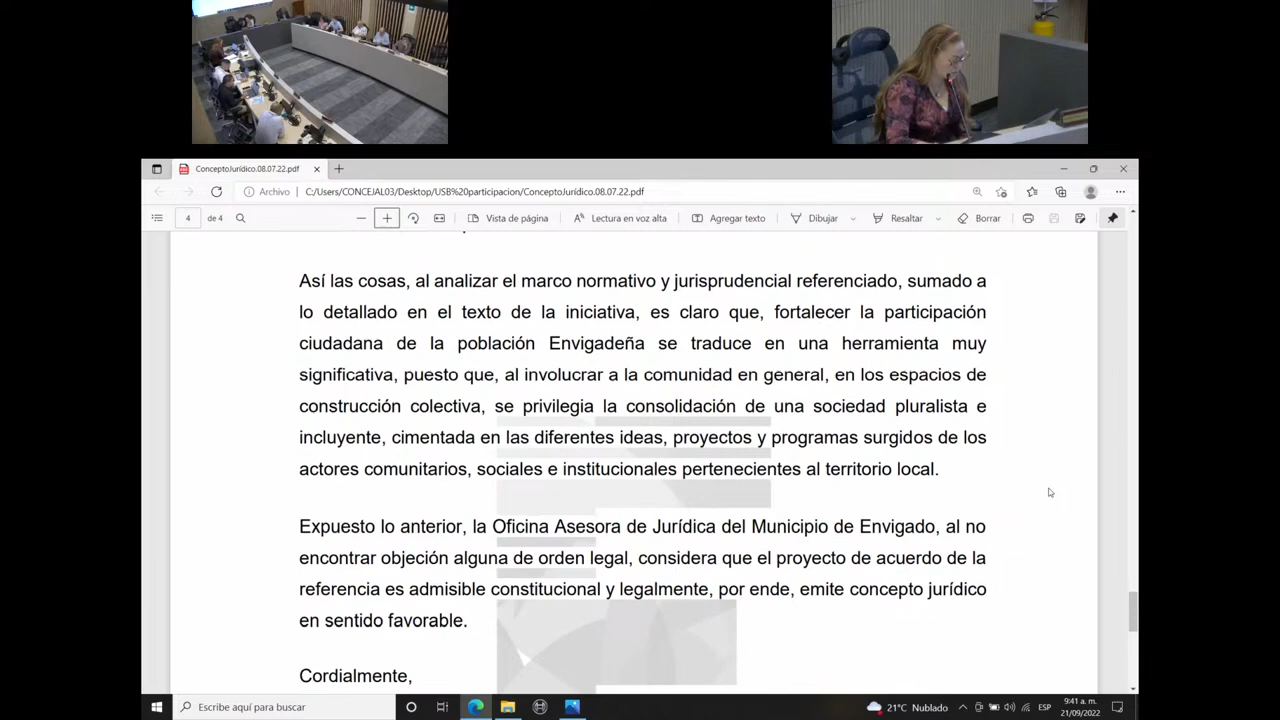 ConceptoJurídico.08.07.22.pdf
Archivo
C:/Users/CONCEJAL03/Desktop/USB%20participacion/ConceptoJurídico.08.07.22.pdf
4 de 4
Vista de página
Lectura en voz alta
Agregar texto
Dibujar
Resaltar
Borrar
Así las cosas, al analizar el marco normativo y jurisprudencial referenciado, sumado a
lo detallado en el texto de la iniciativa, es claro que, fortalecer la participación
ciudadana de la población Envigadeña se traduce en una herramienta muy
significativa, puesto que, al involucrar a la comunidad en general, en los espacios de
construcción colectiva, se privilegia la consolidación de una sociedad pluralista e
incluyente, cimentada en las diferentes ideas, proyectos y programas surgidos de los
actores comunitarios, sociales e institucionales pertenecientes al territorio local.
Expuesto lo anterior, la Oficina Asesora de Jurídica del Municipio de Envigado, al no
encontrar objeción alguna de orden legal, considera que el proyecto de acuerdo de la
referencia es admisible constitucional y legalmente, por ende, emite concepto jurídico
en sentido favorable.
Cordialmente,
Escribe aquí para buscar
21°C Nublado
ESP
9:41 a. m.
21/09/2022